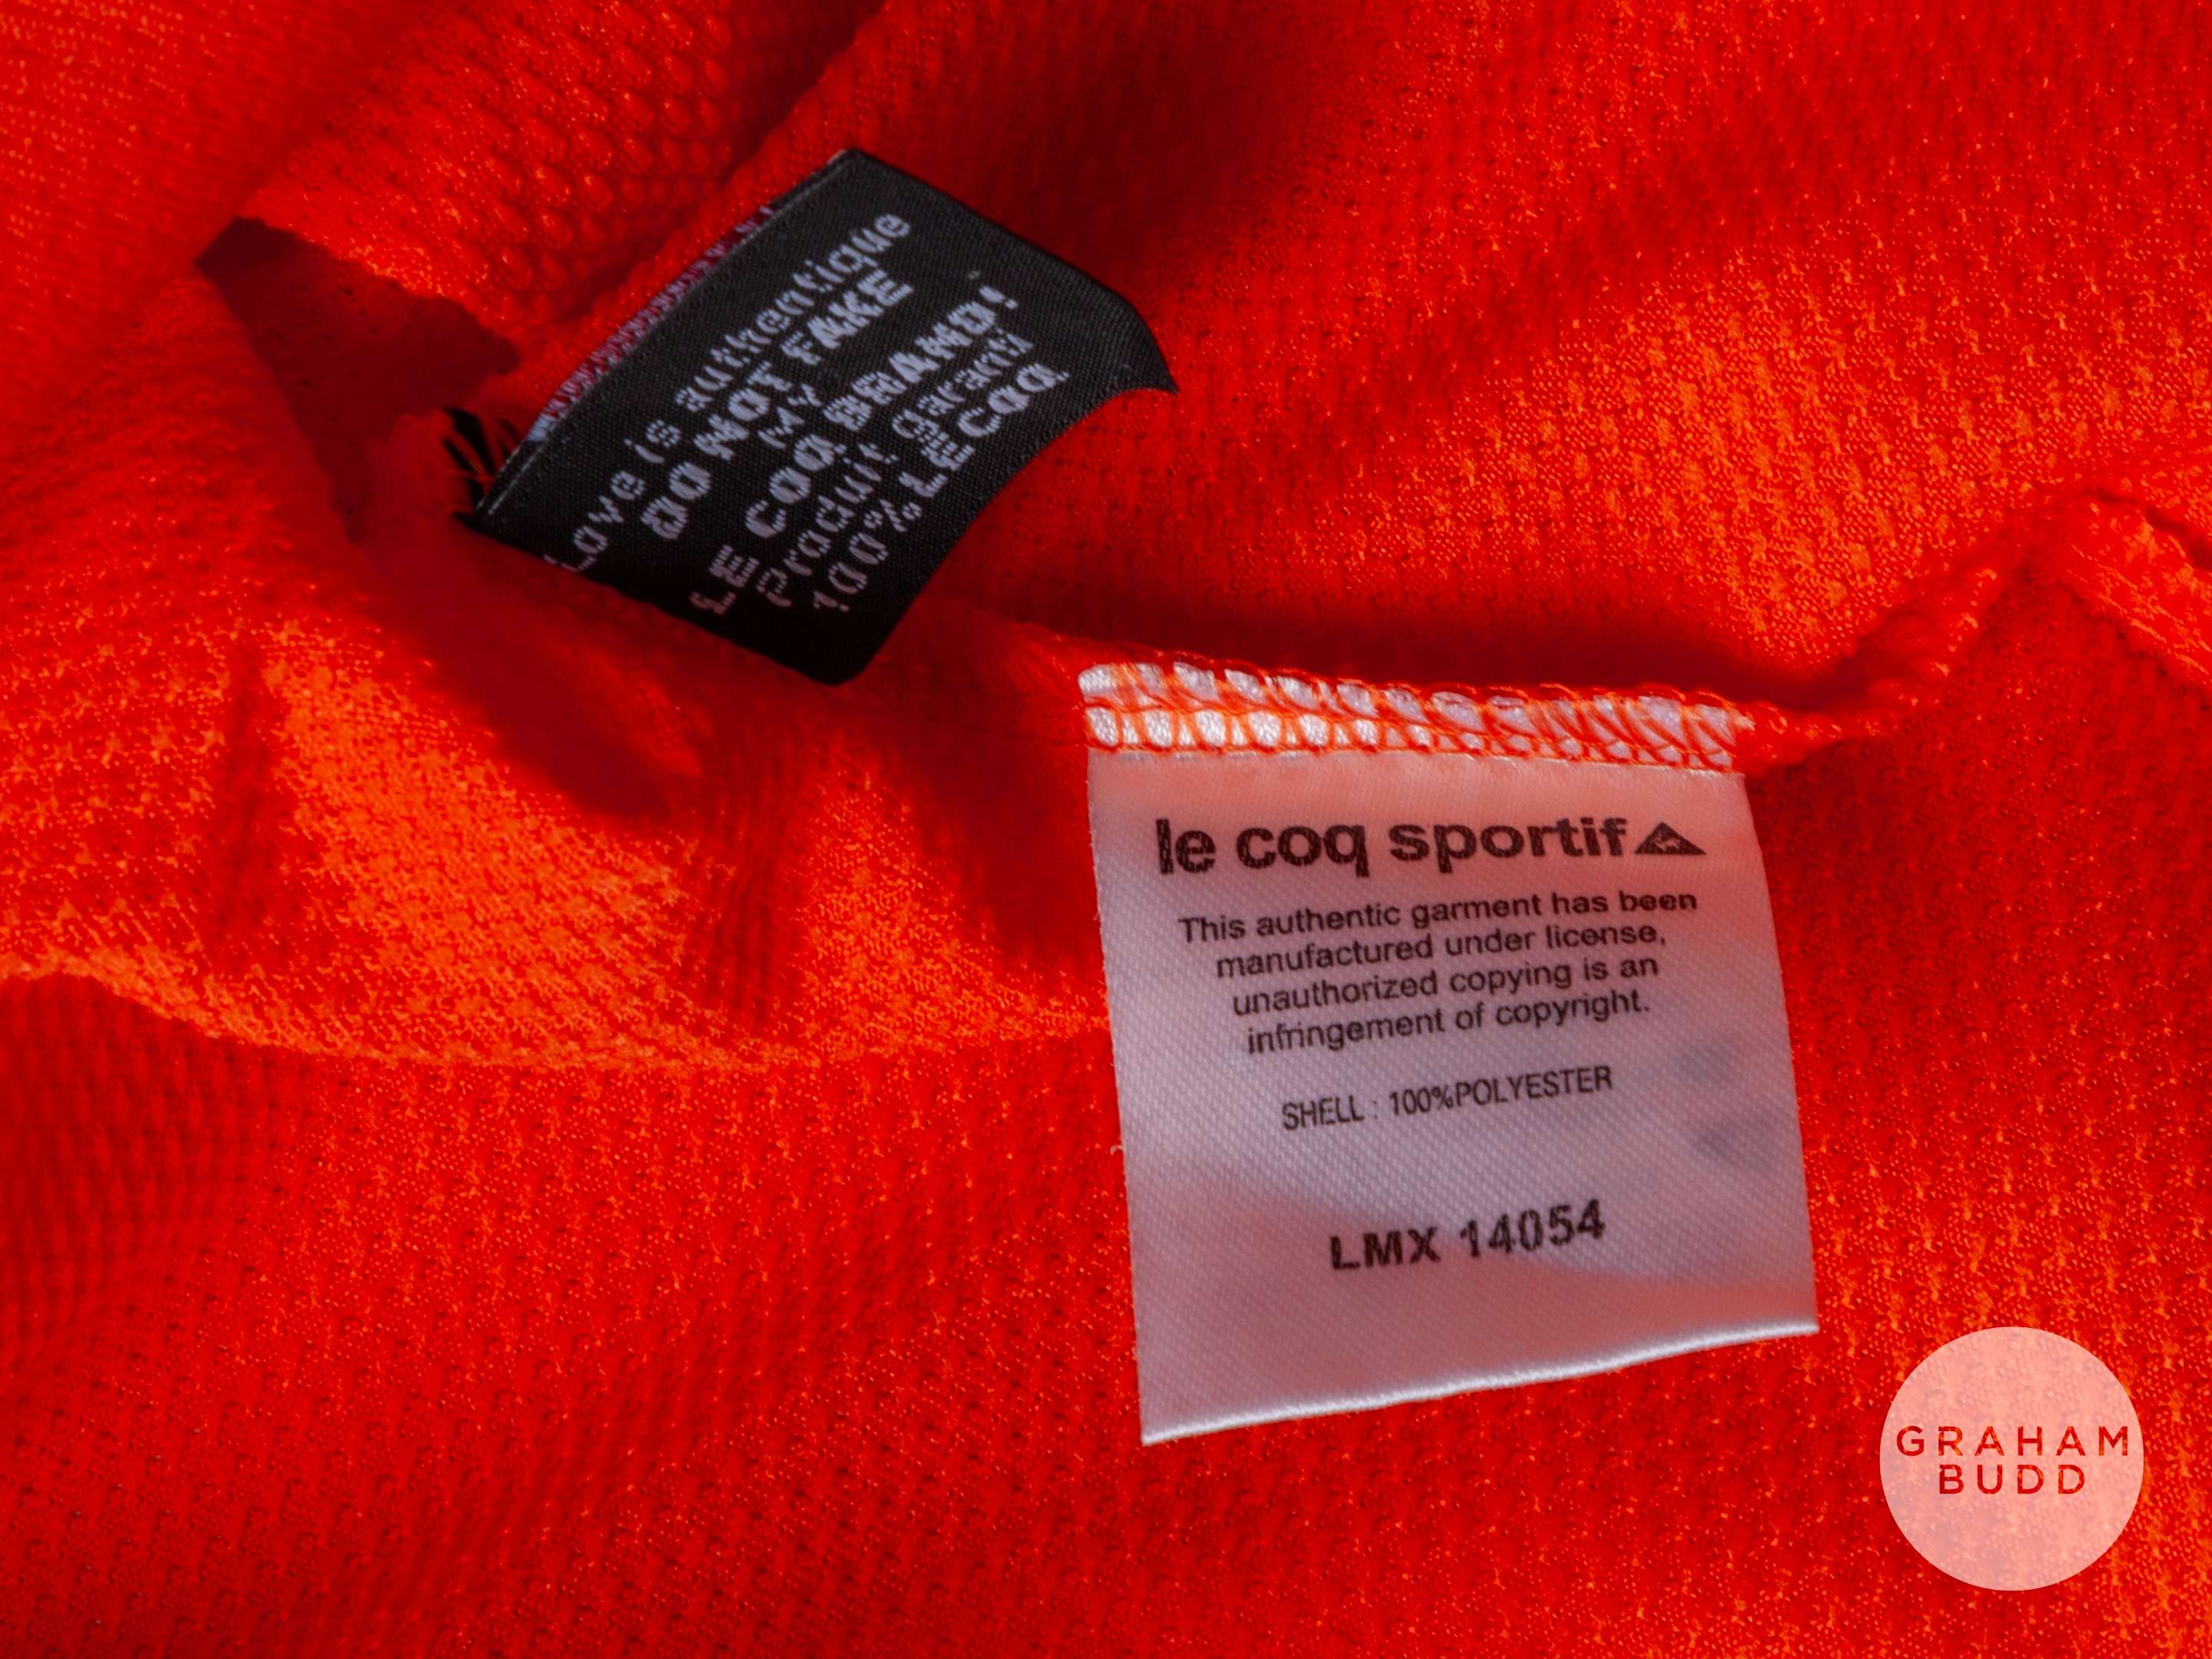 Love is authentique
DO NOT FAKE
MY
LE COQ BRAND!
Produit garanti
100% LE COQ
le coq sportif
This authentic garment has been
manufactured under license,
unauthorized copying is an
infringement of copyright.
SHELL : 100%POLYESTER
LMX 14054
GRAHAM
BUDD